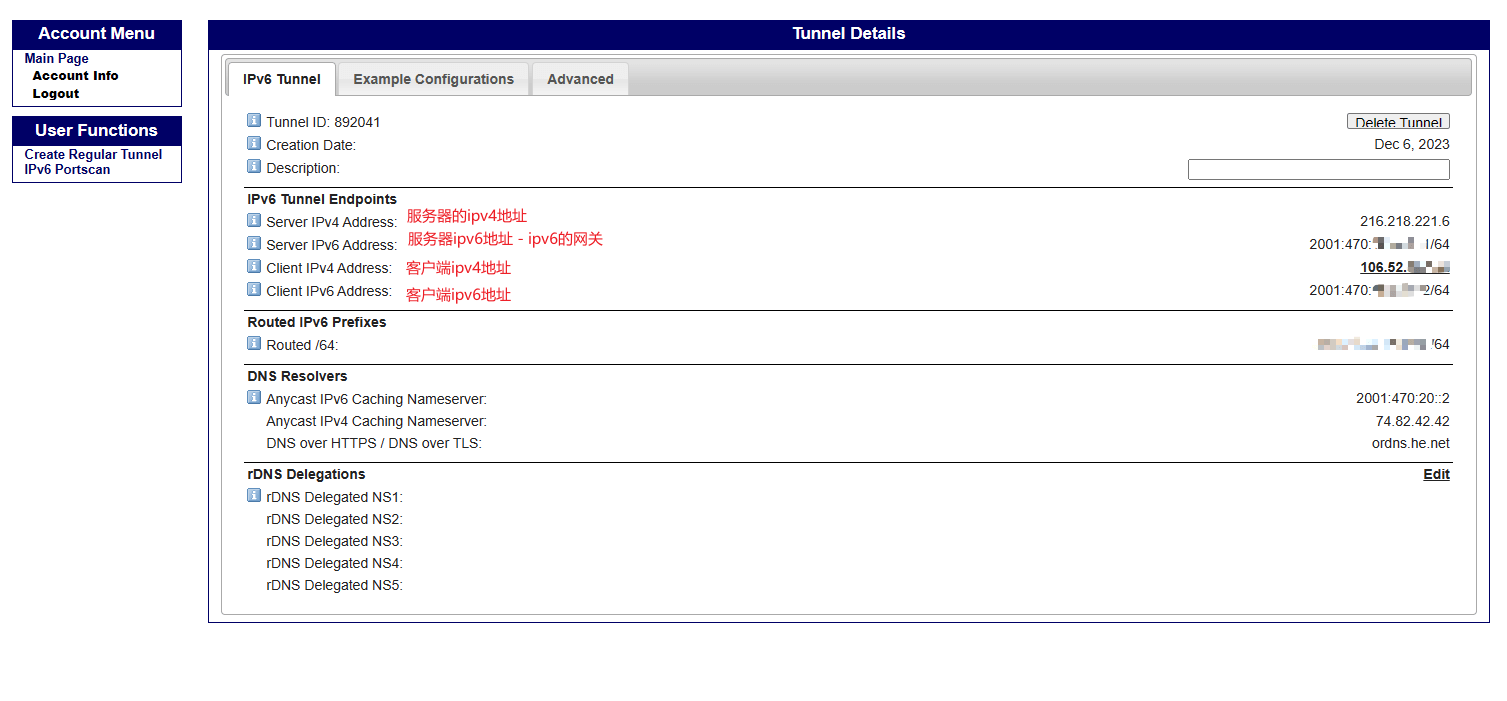 Account Menu
Main Page
Account Info
Logout
User Functions
Create Regular Tunnel
IPv6 Portscan
Tunnel Details
IPv6 Tunnel Example Configurations Advanced
Tunnel ID: 892041 Delete Tunnel
Creation Date: Dec 6, 2023
Description:
IPv6 Tunnel Endpoints
Server IPv4 Address: 服务器的ipv4地址 216.218.221.6
Server IPv6 Address: 服务器ipv6地址 - ipv6的网关 2001:470: /64
Client IPv4 Address: 客户端ipv4地址 106.52.
Client IPv6 Address: 客户端ipv6地址 2001:470: /64
Routed IPv6 Prefixes
Routed /64: /64
DNS Resolvers
Anycast IPv6 Caching Nameserver: 2001:470:20::2
Anycast IPv4 Caching Nameserver: 74.82.42.42
DNS over HTTPS / DNS over TLS: ordns.he.net
rDNS Delegations Edit
rDNS Delegated NS1:
rDNS Delegated NS2:
rDNS Delegated NS3:
rDNS Delegated NS4:
rDNS Delegated NS5: